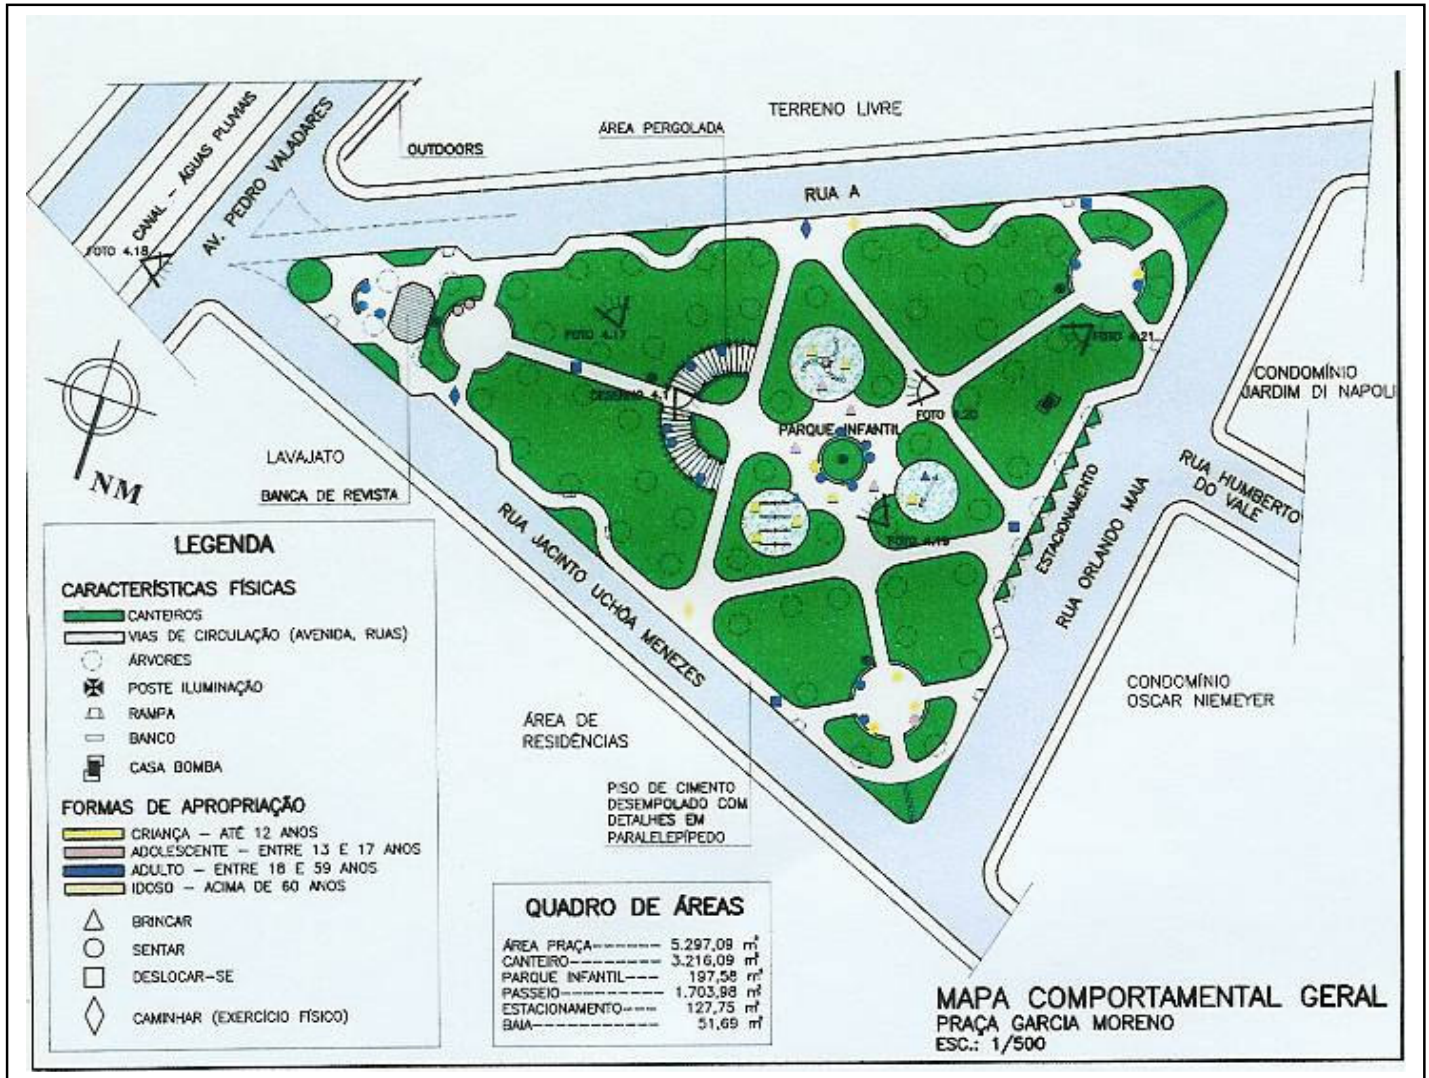 TERRENO LIVRE
ÁREA PERGOLADA
OUTDOORS
CANAL – ÁGUAS PLUVIAIS
AV. PEDRO VALADARES
RUA A
FOTO 4.18
FOTO 4.17
FOTO 4.21
DESENHO 4.1
FOTO 4.20
PARQUE INFANTIL
FOTO 4.19
CONDOMÍNIO
JARDIM DI NAPOLI
ESTACIONAMENTO
RUA HUMBERTO
DO VALE
RUA ORLANDO MAIA
NM
LAVAJATO
BANCA DE REVISTA
RUA JACINTO UCHÔA MENEZES
CONDOMÍNIO
OSCAR NIEMEYER
ÁREA DE
RESIDÊNCIAS
PISO DE CIMENTO
DESEMPOLADO COM
DETALHES EM
PARALELEPÍPEDO
LEGENDA
CARACTERÍSTICAS FÍSICAS
CANTEIROS
VIAS DE CIRCULAÇÃO (AVENIDA, RUAS)
ÁRVORES
POSTE ILUMINAÇÃO
RAMPA
BANCO
CASA BOMBA
FORMAS DE APROPRIAÇÃO
CRIANÇA – ATÉ 12 ANOS
ADOLESCENTE – ENTRE 13 E 17 ANOS
ADULTO – ENTRE 18 E 59 ANOS
IDOSO – ACIMA DE 60 ANOS
BRINCAR
SENTAR
DESLOCAR-SE
CAMINHAR (EXERCÍCIO FÍSICO)
QUADRO DE ÁREAS
ÁREA PRAÇA------ 5.297,09 m²
CANTEIRO-------- 3.216,09 m²
PARQUE INFANTIL--- 197,58 m²
PASSEIO--------- 1.703,98 m²
ESTACIONAMENTO---- 127,75 m²
BAIA------------ 51,69 m²
MAPA COMPORTAMENTAL GERAL
PRAÇA GARCIA MORENO
ESC.: 1/500